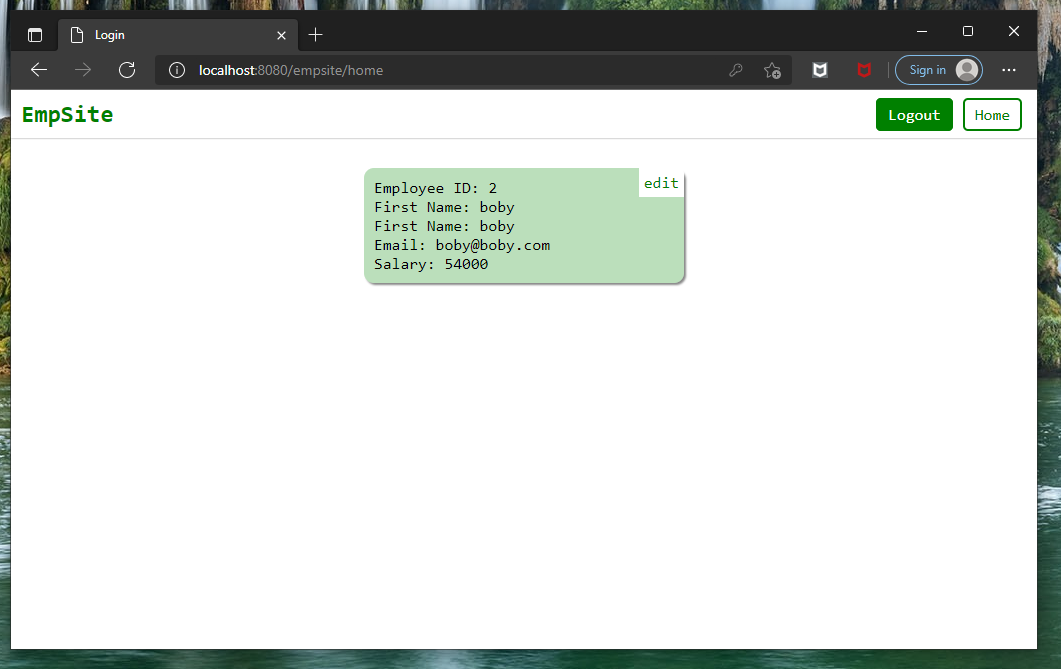 Login
localhost:8080/empsite/home
Sign in
EmpSite
Logout
Home
Employee ID: 2
edit
First Name: boby
First Name: boby
Email: boby@boby.com
Salary: 54000